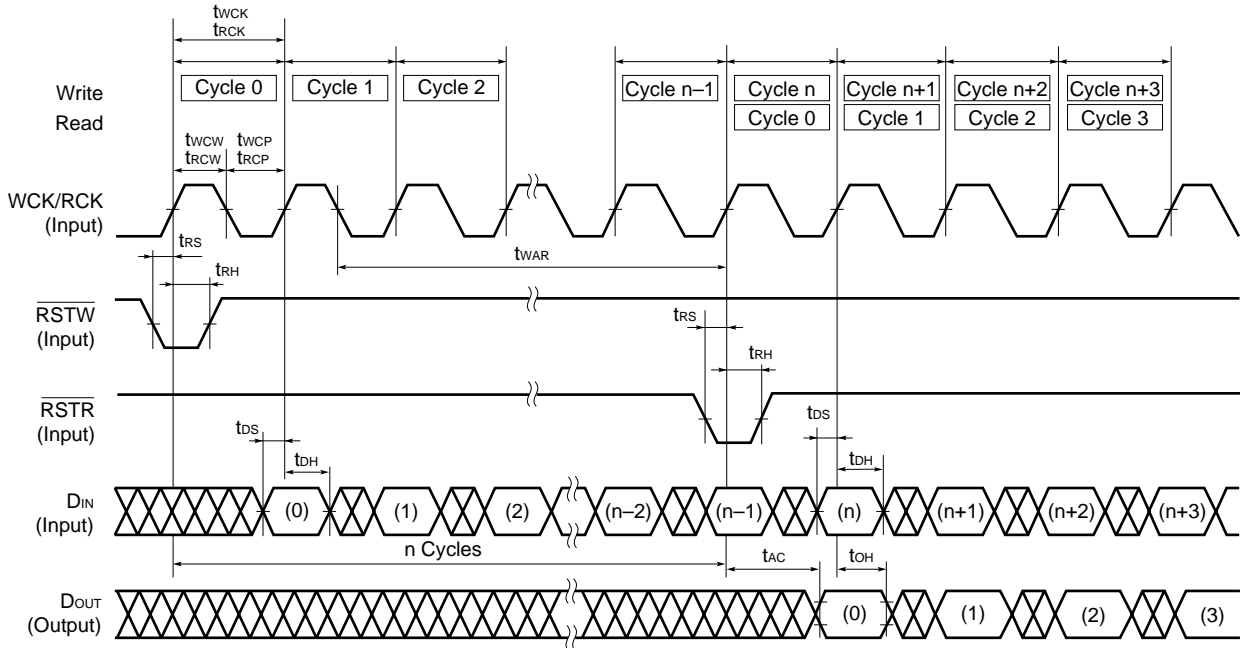 tWCK
tRCK
Write Cycle 0 Cycle 1 Cycle 2 Cycle n–1 Cycle n Cycle n+1 Cycle n+2 Cycle n+3
Read Cycle 0 Cycle 1 Cycle 2 Cycle 3
tWCW tWCP
tRCW tRCP
WCK/RCK
(Input)
tRS tWAR
tRH
RSTW
(Input)
tRS
tRH
RSTR
(Input)
tDS tDS
tDH tDH
DIN
(Input)
(0) (1) (2) (n–2) (n–1) (n) (n+1) (n+2) (n+3)
n Cycles tAC tOH
DOUT
(Output)
(0) (1) (2) (3)